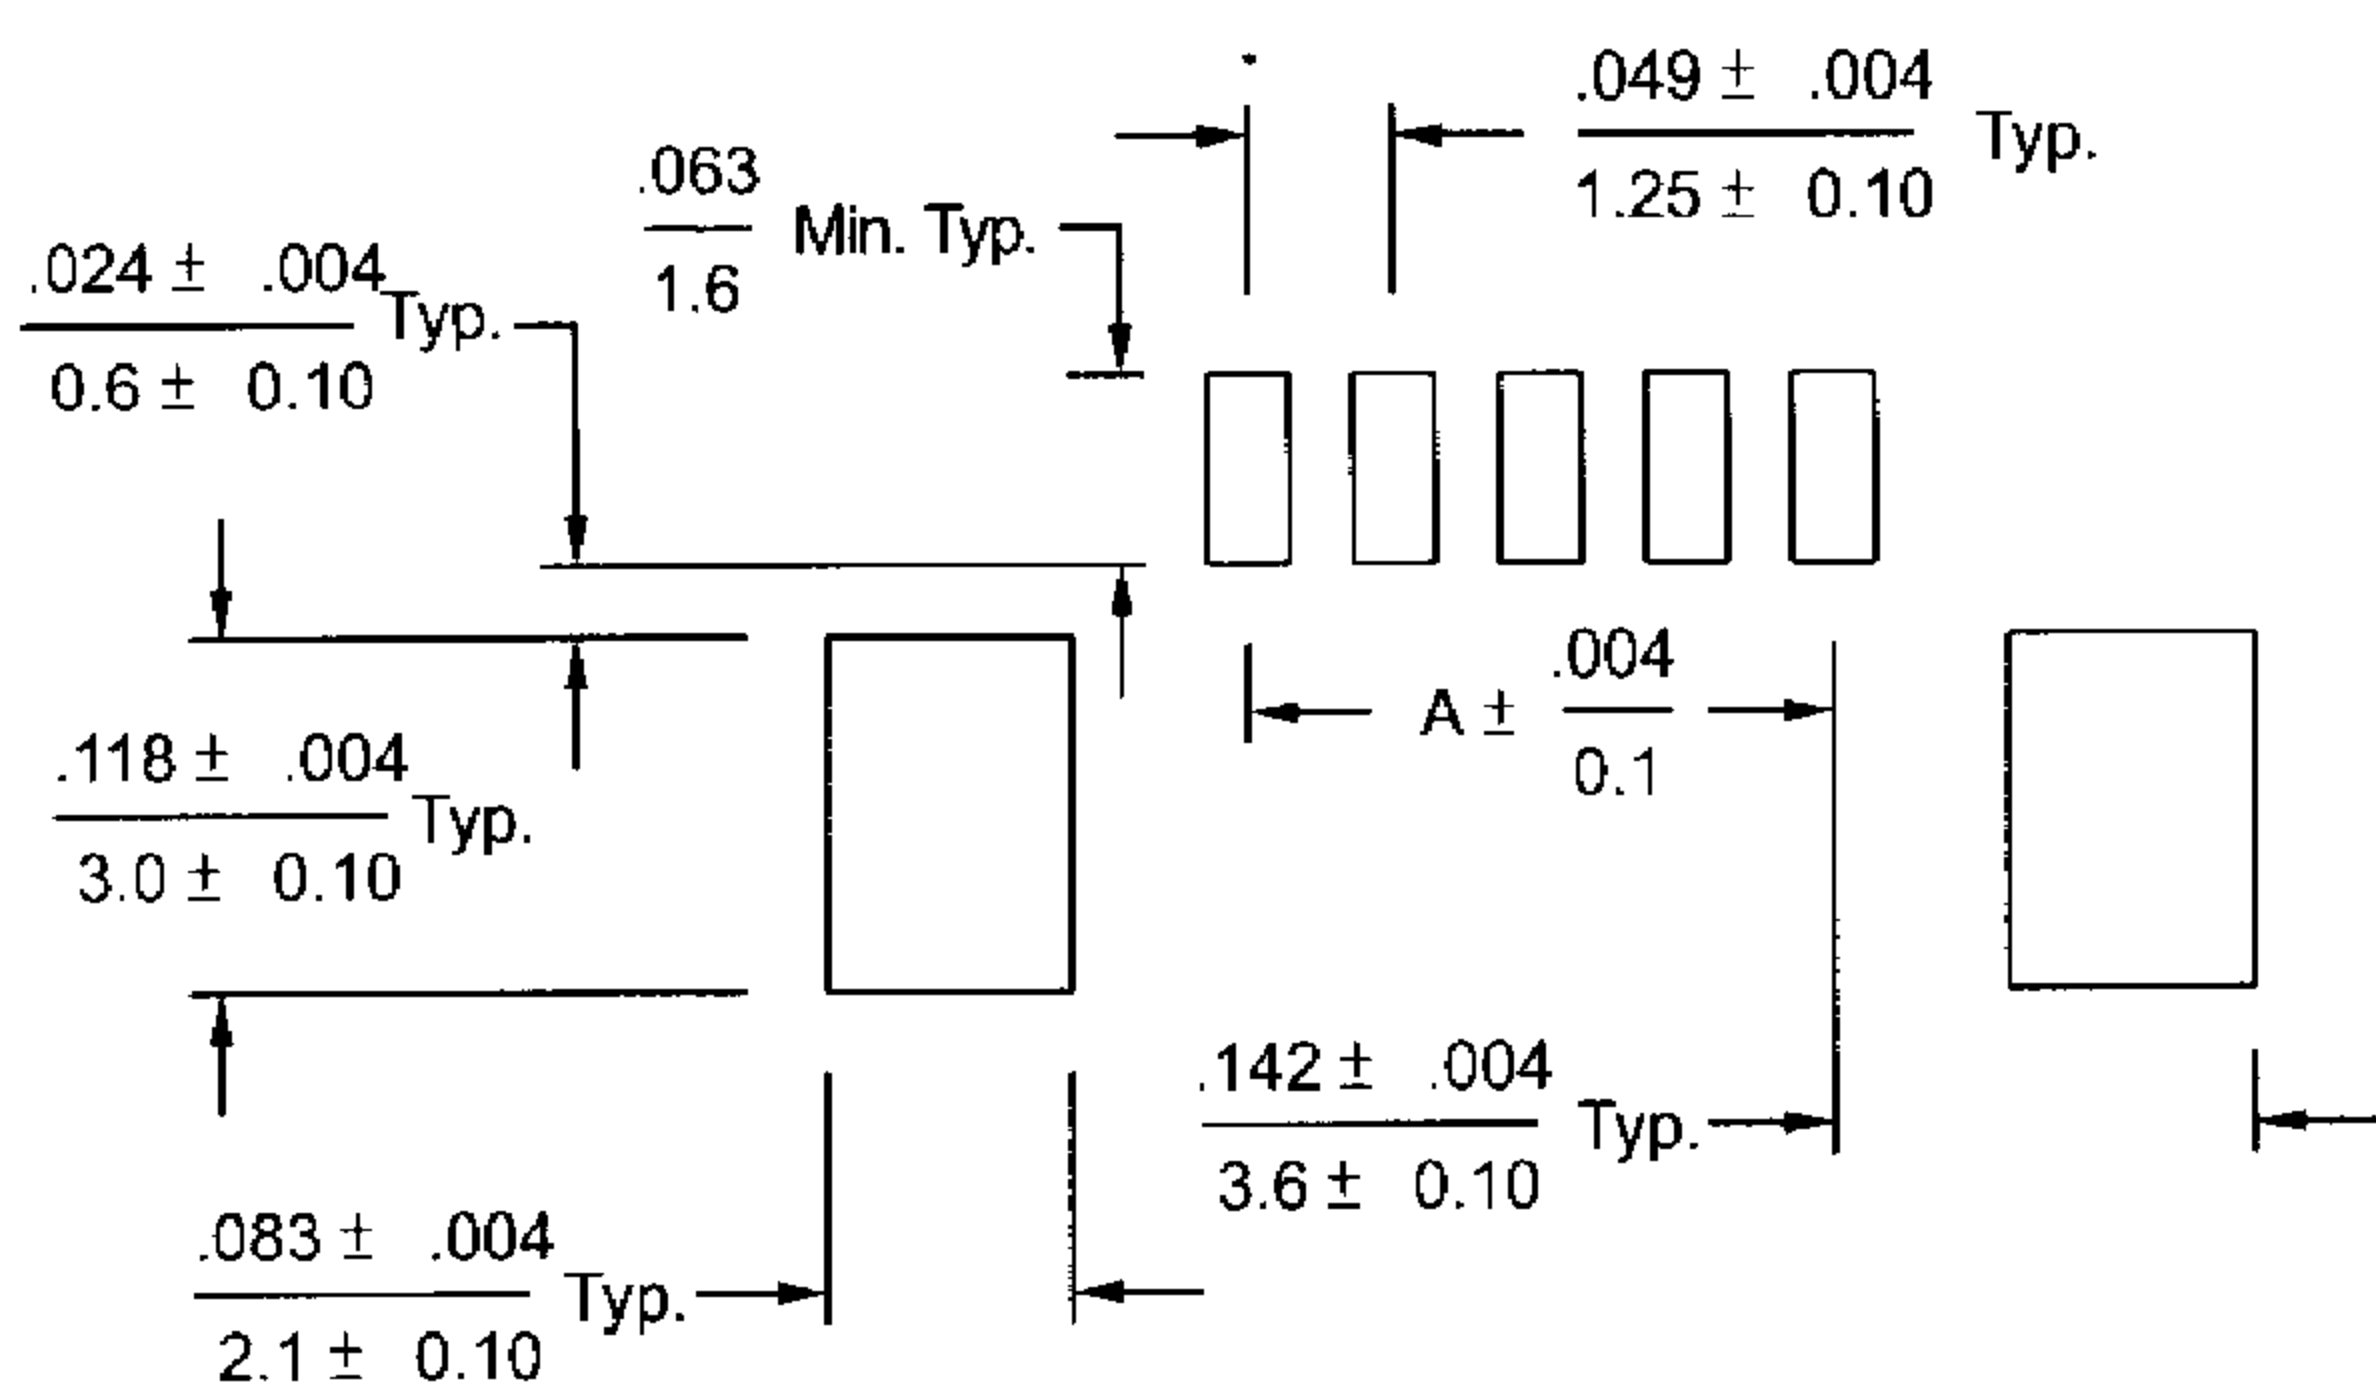 .049 ± .004
1.25 ± 0.10
Typ.
.063
1.6
Min. Typ.
.024 ± .004
0.6 ± 0.10
Typ.
.118 ± .004
3.0 ± 0.10
Typ.
A ±
.004
0.1
.142 ± .004
3.6 ± 0.10
Typ.
.083 ± .004
2.1 ± 0.10
Typ.